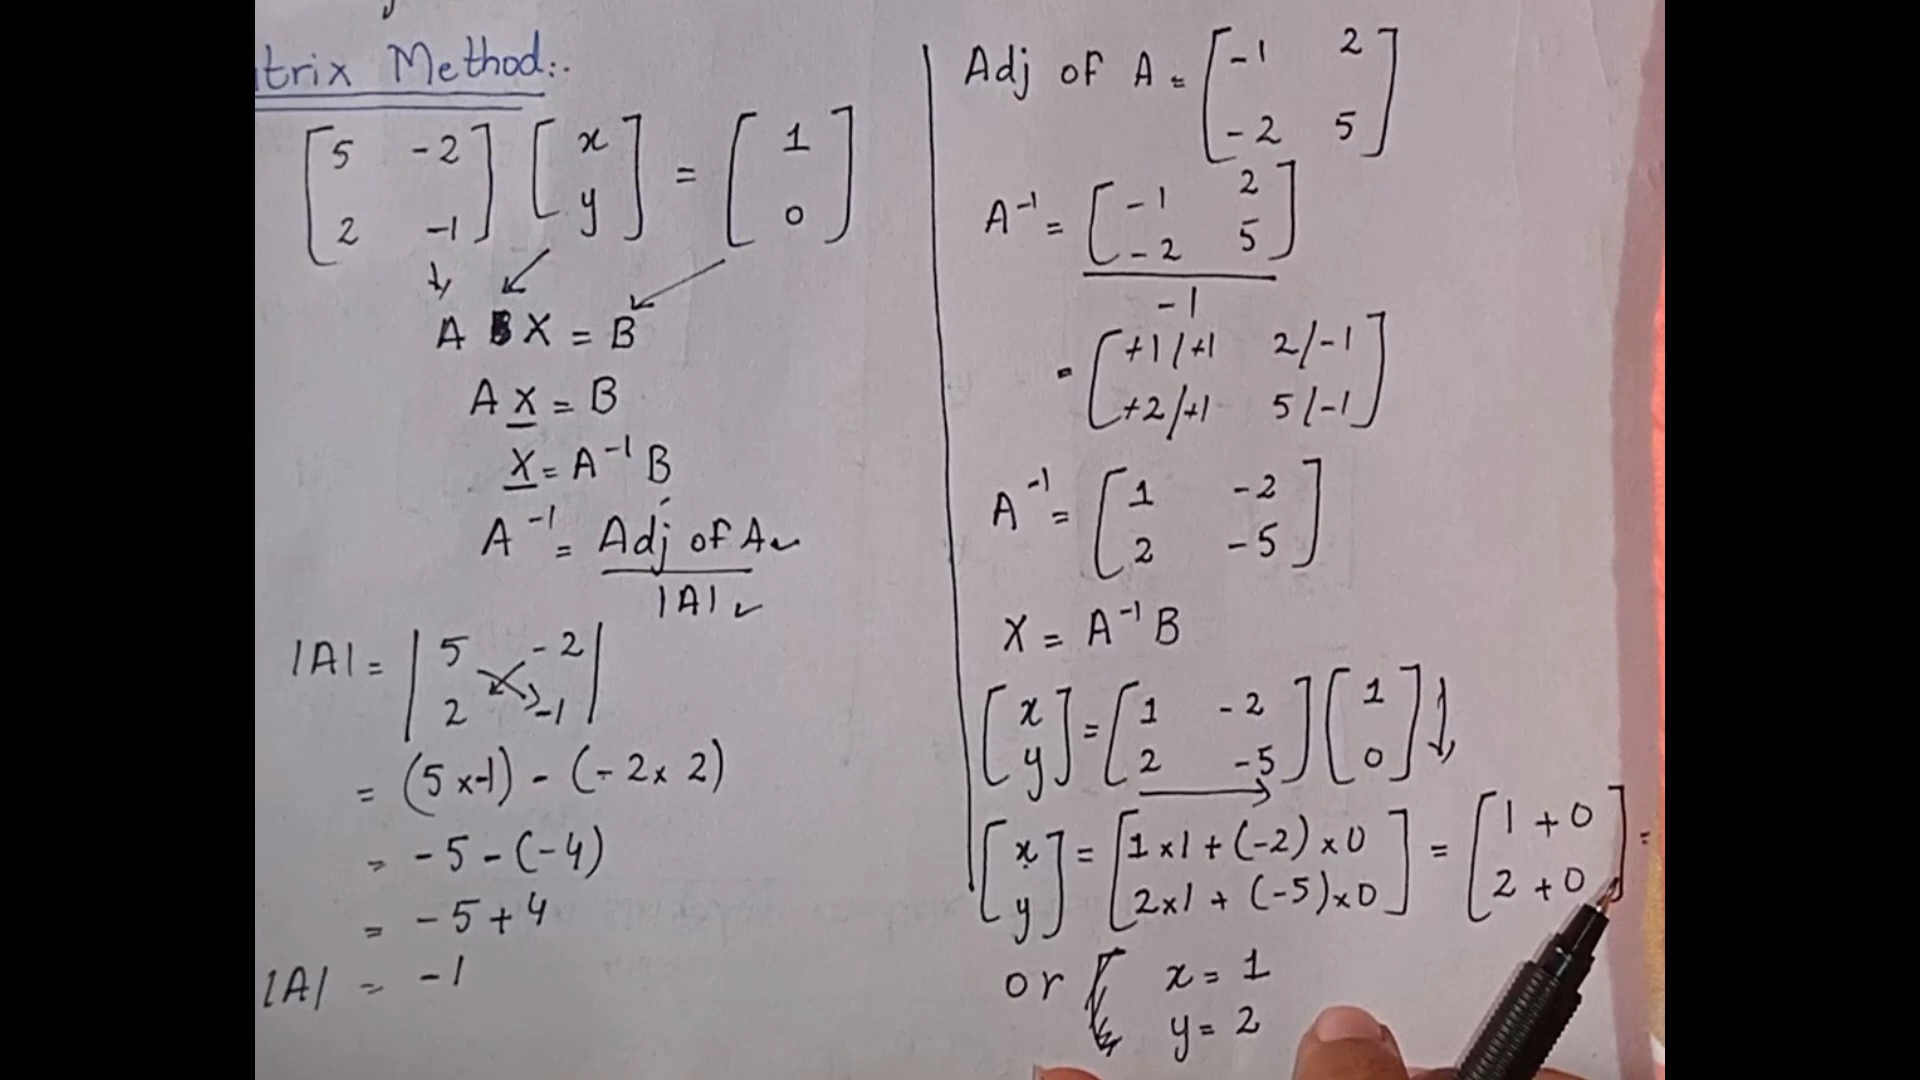 trix Method:.
[5 -2
2 -1] [x
y] = [1
0]
A X = B
A X = B
X = A⁻¹ B
A⁻¹ = Adj of A
|A|
|A| = |5 -2
2 -1|
= (5 x-1) - (-2 x 2)
= -5 - (-4)
= -5 + 4
|A| = -1
Adj of A = [-1 2
-2 5]
A⁻¹ = [-1 2
-2 5]
-1
= [+1/+1 2/-1
+2/+1 5/-1]
A⁻¹ = [1 -2
2 -5]
X = A⁻¹ B
[x
y] = [1 -2
2 -5] [1
0]
[x
y] = [1 x 1 + (-2) x 0
2 x 1 + (-5) x 0] = [1 + 0
2 + 0] =
or x = 1
y = 2